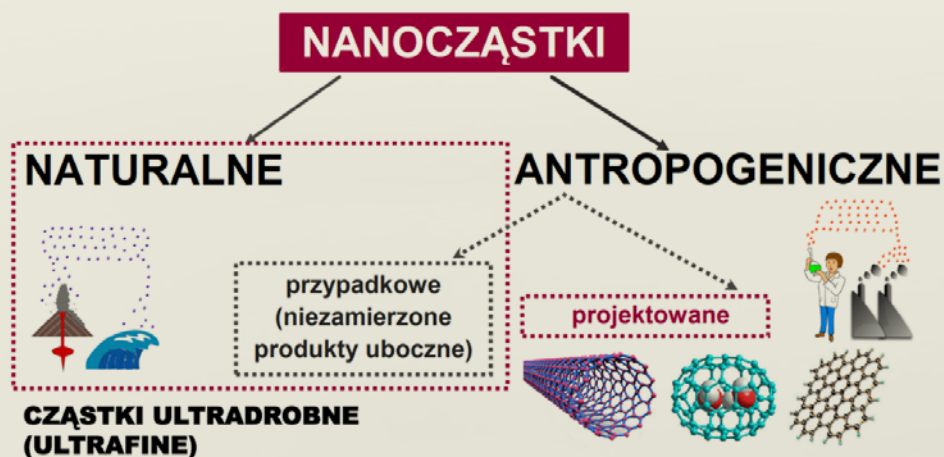 NANOCZĄSTKI
NATURALNE
ANTROPOGENICZNE
przypadkowe
(niezamierzone
produkty uboczne)
projektowane
CZĄSTKI ULTRADROBNE
(ULTRAFINE)